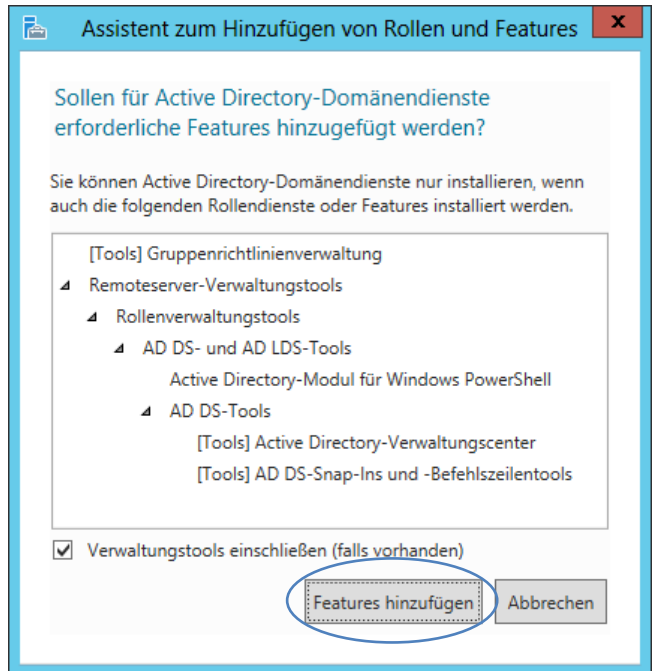 Assistent zum Hinzufügen von Rollen und Features
x
Sollen für Active Directory-Domänendienste
erforderliche Features hinzugefügt werden?
Sie können Active Directory-Domänendienste nur installieren, wenn
auch die folgenden Rollendienste oder Features installiert werden.
[Tools] Gruppenrichtlinienverwaltung
Remoteserver-Verwaltungstools
Rollenverwaltungstools
AD DS- und AD LDS-Tools
Active Directory-Modul für Windows PowerShell
AD DS-Tools
[Tools] Active Directory-Verwaltungscenter
[Tools] AD DS-Snap-Ins und -Befehlszeilentools
Verwaltungstools einschließen (falls vorhanden)
Features hinzufügen Abbrechen